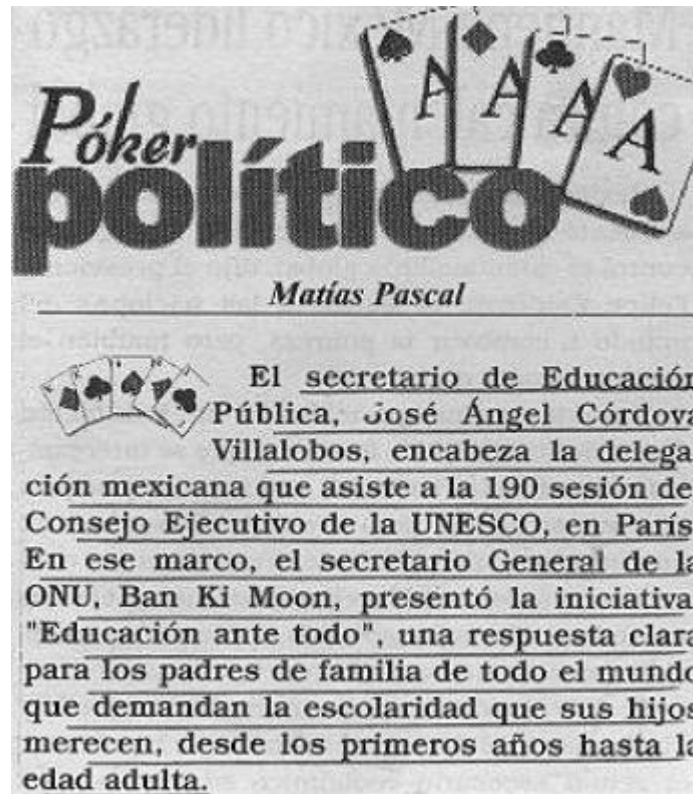 Póker
político
A A A A
Matías Pascal
El secretario de Educación
Pública, José Ángel Córdova
Villalobos, encabeza la delega
ción mexicana que asiste a la 190 sesión de
Consejo Ejecutivo de la UNESCO, en París
En ese marco, el secretario General de la
ONU, Ban Ki Moon, presentó la iniciativa
"Educación ante todo", una respuesta clara
para los padres de familia de todo el mundo
que demandan la escolaridad que sus hijos
merecen, desde los primeros años hasta la
edad adulta.